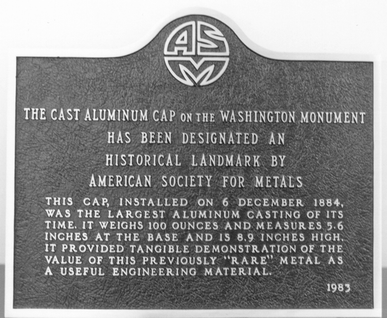 ASM
THE CAST ALUMINUM CAP ON THE WASHINGTON MONUMENT
HAS BEEN DESIGNATED AN
HISTORICAL LANDMARK BY
AMERICAN SOCIETY FOR METALS
THIS CAP, INSTALLED ON 6 DECEMBER 1884,
WAS THE LARGEST ALUMINUM CASTING OF ITS
TIME. IT WEIGHS 100 OUNCES AND MEASURES 5.6
INCHES AT THE BASE AND IS 8.9 INCHES HIGH.
IT PROVIDED TANGIBLE DEMONSTRATION OF THE
VALUE OF THIS PREVIOUSLY "RARE" METAL AS
A USEFUL ENGINEERING MATERIAL.
1983